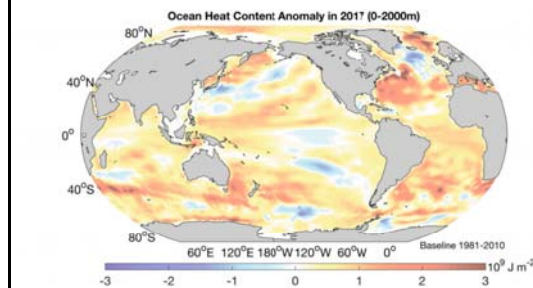 Ocean Heat Content Anomaly in 2017 (0-2000m)
80°N
40°N
0°
40°S
80°S
60°E 120°E 180°W 120°W 60°W 0°
Baseline 1981-2010
10⁹ J m⁻²
-3 -2 -1 0 1 2 3